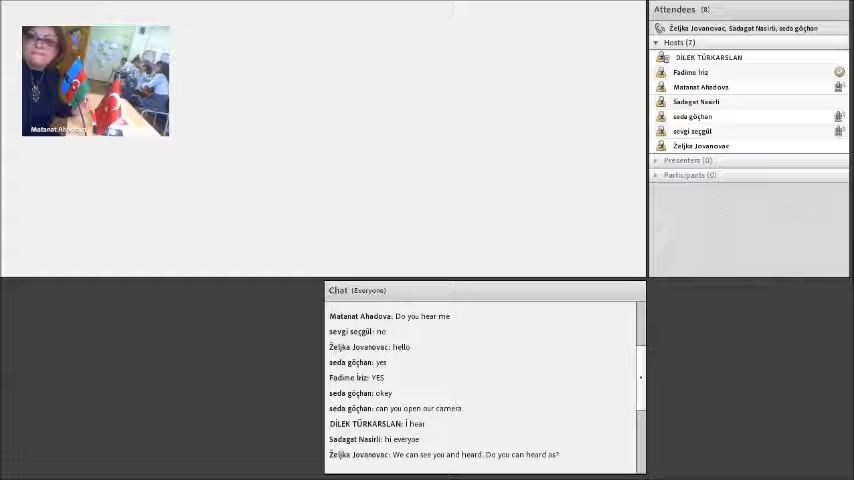 Attendees (8)
Željka Jovanovac, Sadagat Nasirli, seda göçhan
Hosts (7)
DİLEK TÜRKARSLAN
Fadime İriz
Matanat Ahadova
Sadagat Nasirli
seda göçhan
sevgi seçgül
Željka Jovanovac
Presenters (0)
Participants (0)
Matanat Ahadova
Chat (Everyone)
Matanat Ahadova: Do you hear me
sevgi seçgül: no
Željka Jovanovac: hello
seda göçhan: yes
Fadime İriz: YES
seda göçhan: okey
seda göçhan: can you open our camera
DİLEK TÜRKARSLAN: İ hear
Sadagat Nasirli: hi everyoe
Željka Jovanovac: We can see you and heard. Do you can heard as?